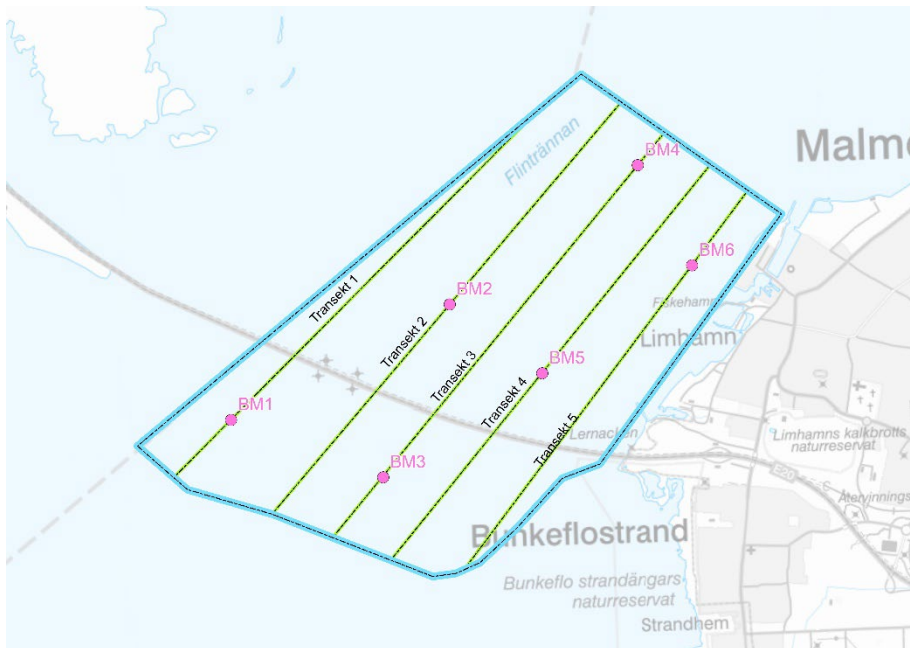 Flintrännan
Malmö
BM4
BM6
Transekt 1
BM2
Fiskehamn
Limhamn
Transekt 2
Transekt 3
BM5
BM1
Transekt 4
Transekt 5
Lernacken
Limhamns kalkbrotts
naturreservat
BM3
E20
Återvinnings
Bunkeflostrand
Bunkeflo strandängars
naturreservat
Strandhem